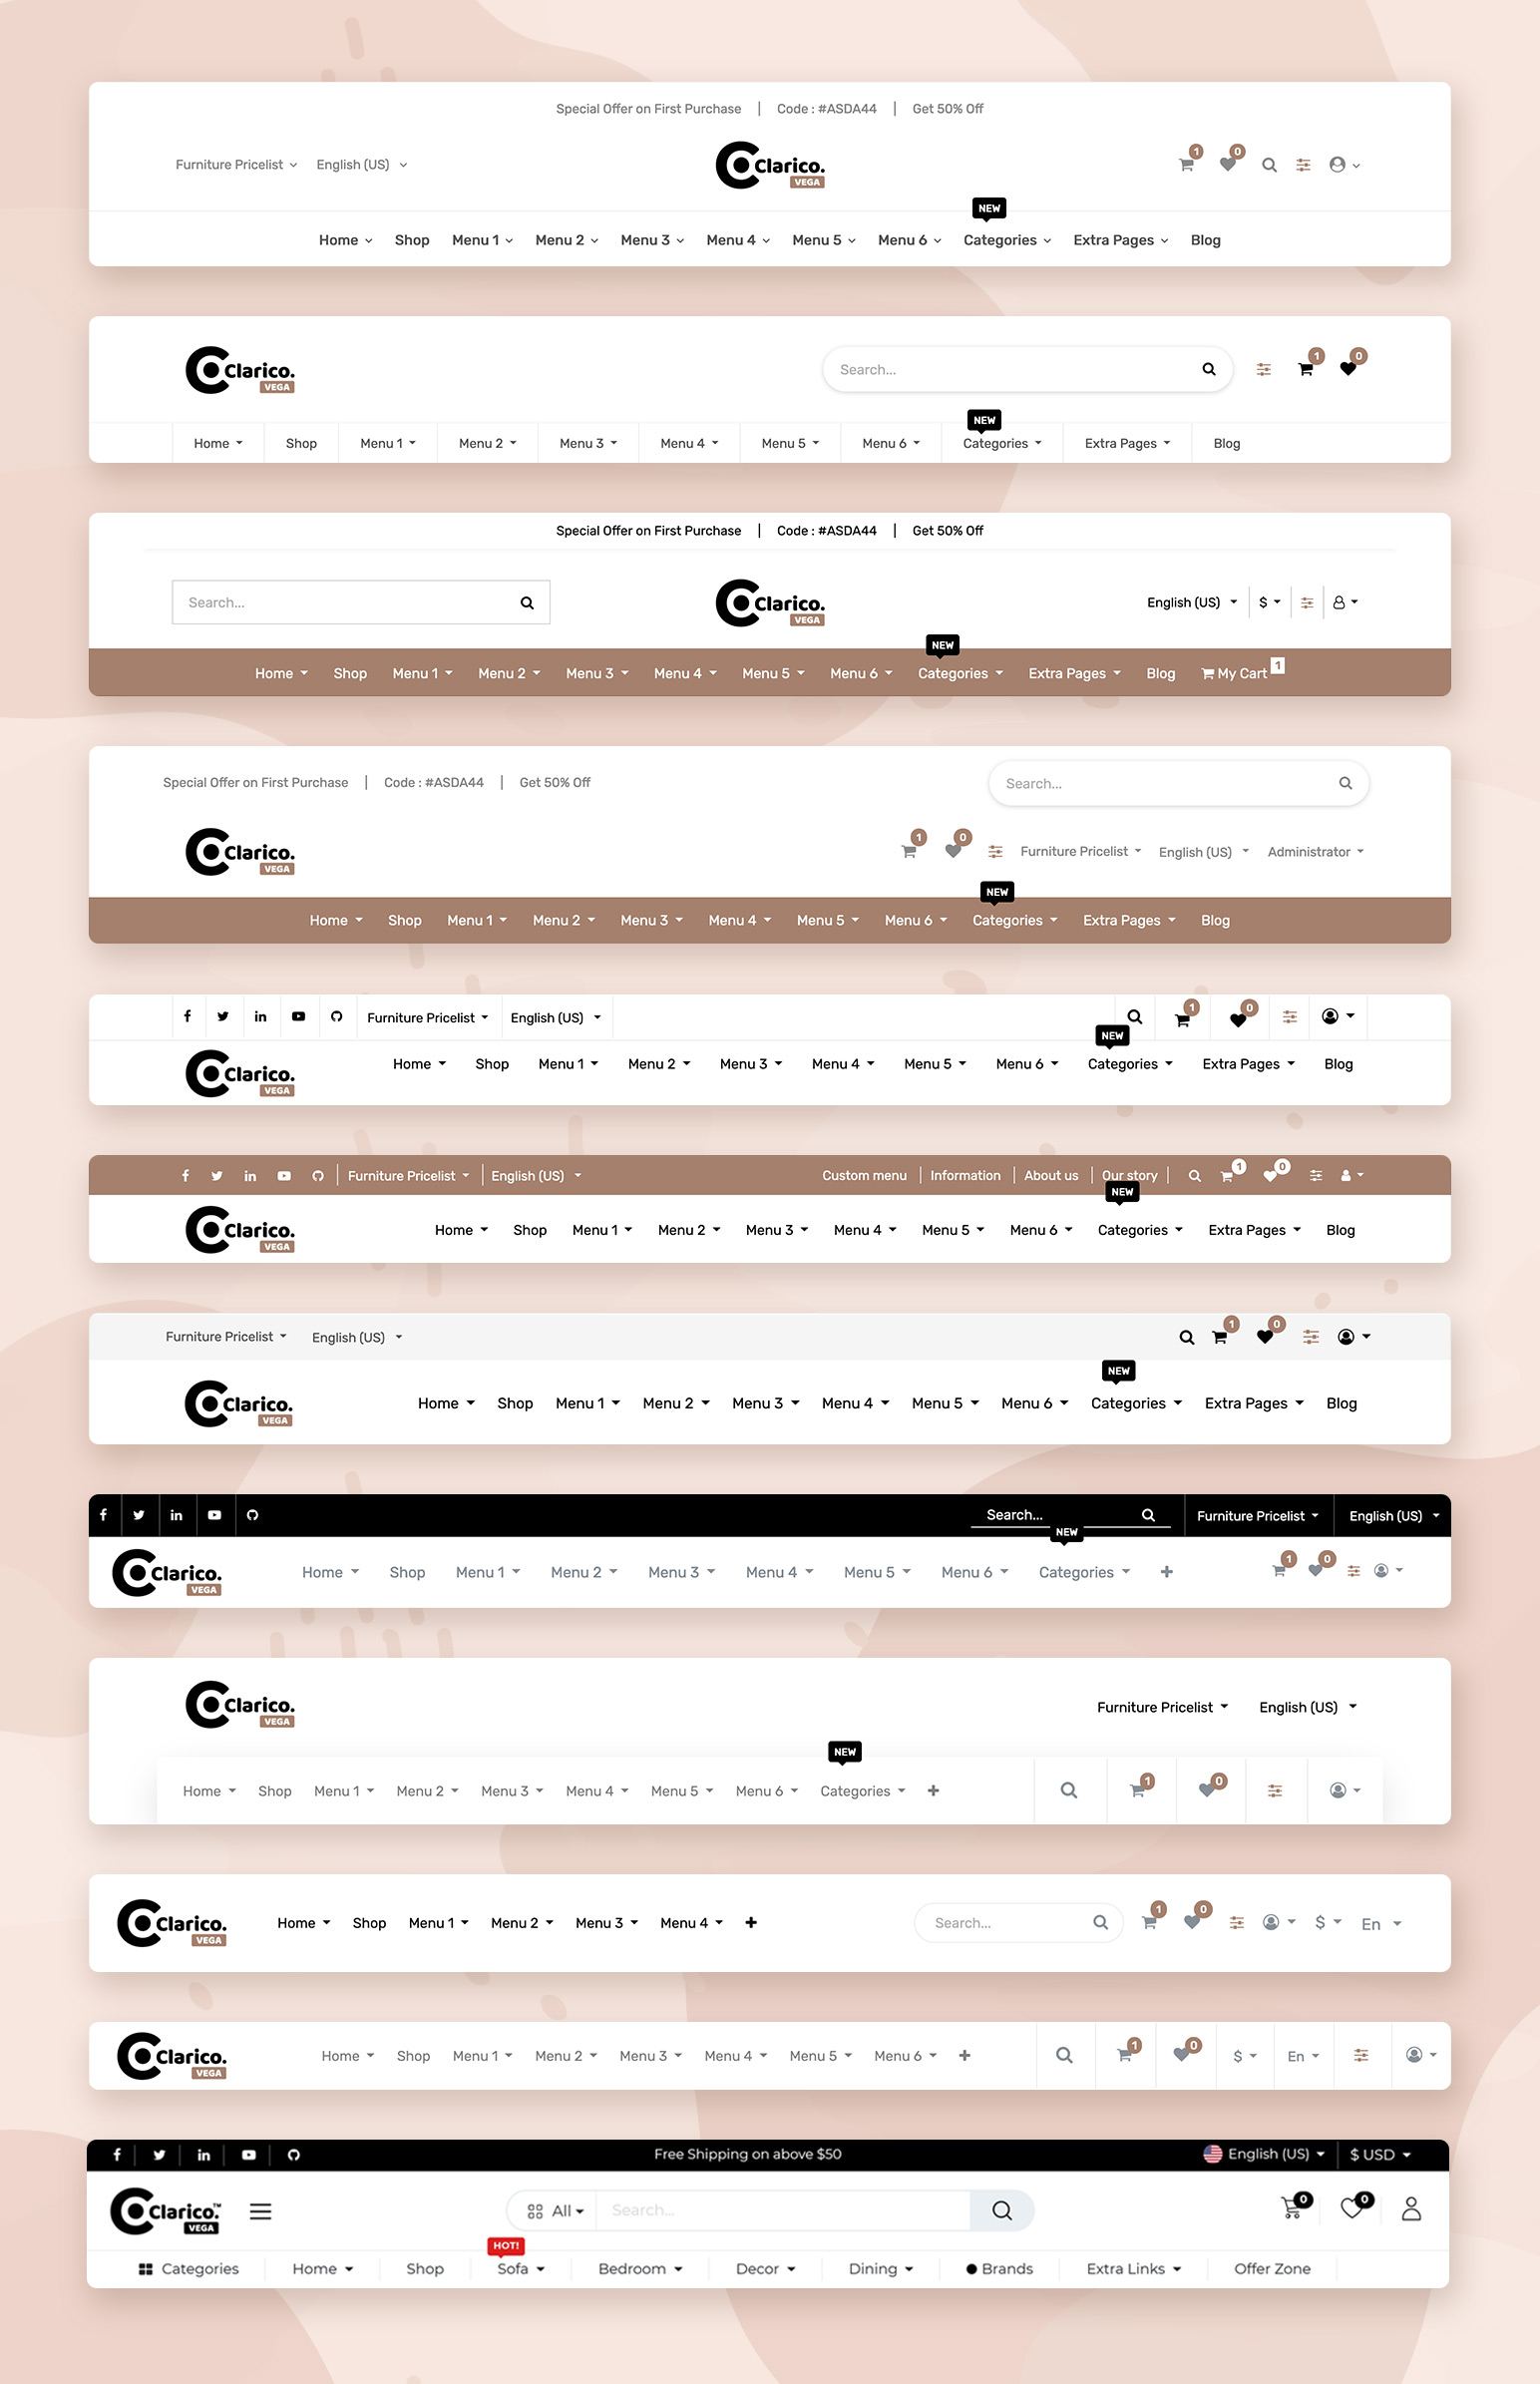 Special Offer on First Purchase | Code : #ASDA44 | Get 50% Off
Furniture Pricelist English (US) Clarico. 1 0
VEGA
NEW
Home Shop Menu 1 Menu 2 Menu 3 Menu 4 Menu 5 Menu 6 Categories Extra Pages Blog
Clarico. Search... 1 0
VEGA
NEW
Home Shop Menu 1 Menu 2 Menu 3 Menu 4 Menu 5 Menu 6 Categories Extra Pages Blog
Special Offer on First Purchase | Code : #ASDA44 | Get 50% Off
Search... Clarico. English (US) $
VEGA
NEW
Home Shop Menu 1 Menu 2 Menu 3 Menu 4 Menu 5 Menu 6 Categories Extra Pages Blog My Cart 1
Special Offer on First Purchase | Code : #ASDA44 | Get 50% Off Search...
Clarico. 1 0 Furniture Pricelist English (US) Administrator
VEGA
NEW
Home Shop Menu 1 Menu 2 Menu 3 Menu 4 Menu 5 Menu 6 Categories Extra Pages Blog
Furniture Pricelist English (US) 1 0
NEW
Clarico. Home Shop Menu 1 Menu 2 Menu 3 Menu 4 Menu 5 Menu 6 Categories Extra Pages Blog
VEGA
Furniture Pricelist English (US) Custom menu Information About us Our story 1 0
NEW
Clarico. Home Shop Menu 1 Menu 2 Menu 3 Menu 4 Menu 5 Menu 6 Categories Extra Pages Blog
VEGA
Furniture Pricelist English (US) 1 0
NEW
Clarico. Home Shop Menu 1 Menu 2 Menu 3 Menu 4 Menu 5 Menu 6 Categories Extra Pages Blog
VEGA
Search... Furniture Pricelist English (US)
NEW
Clarico. Home Shop Menu 1 Menu 2 Menu 3 Menu 4 Menu 5 Menu 6 Categories + 1 0
VEGA
Clarico. Furniture Pricelist English (US)
VEGA
NEW
Home Shop Menu 1 Menu 2 Menu 3 Menu 4 Menu 5 Menu 6 Categories + 1 0
Clarico. Home Shop Menu 1 Menu 2 Menu 3 Menu 4 + Search... 1 0 $ En
VEGA
Clarico. Home Shop Menu 1 Menu 2 Menu 3 Menu 4 Menu 5 Menu 6 + 1 0 $ En
VEGA
Free Shipping on above $50 English (US) $ USD
Clarico.™ All Search... 0 0
VEGA
HOT!
Categories Home Shop Sofa Bedroom Decor Dining Brands Extra Links Offer Zone